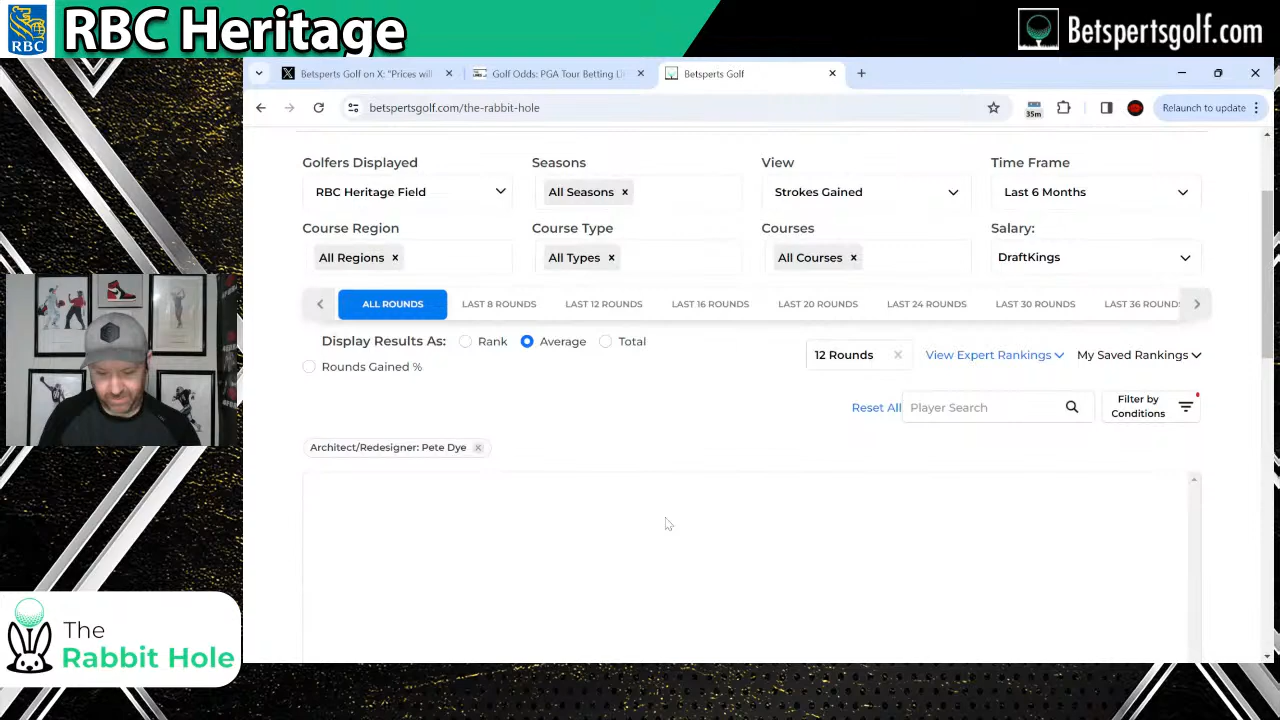 RBC
RBC Heritage
Betspertsgolf.com
Betsperts Golf on X: "Prices will
Golf Odds: PGA Tour Betting Li
Betsperts Golf
betspertsgolf.com/the-rabbit-hole
35m
Relaunch to update
Golfers Displayed
Seasons
View
Time Frame
RBC Heritage Field
All Seasons x
Strokes Gained
Last 6 Months
Course Region
Course Type
Courses
Salary:
All Regions x
All Types x
All Courses x
DraftKings
ALL ROUNDS
LAST 8 ROUNDS
LAST 12 ROUNDS
LAST 16 ROUNDS
LAST 20 ROUNDS
LAST 24 ROUNDS
LAST 30 ROUNDS
LAST 36 ROUND
Display Results As:
Rank
Average
Total
12 Rounds
View Expert Rankings
My Saved Rankings
Rounds Gained %
Reset All
Player Search
Filter by
Conditions
Architect/Redesigner: Pete Dye
The
Rabbit Hole